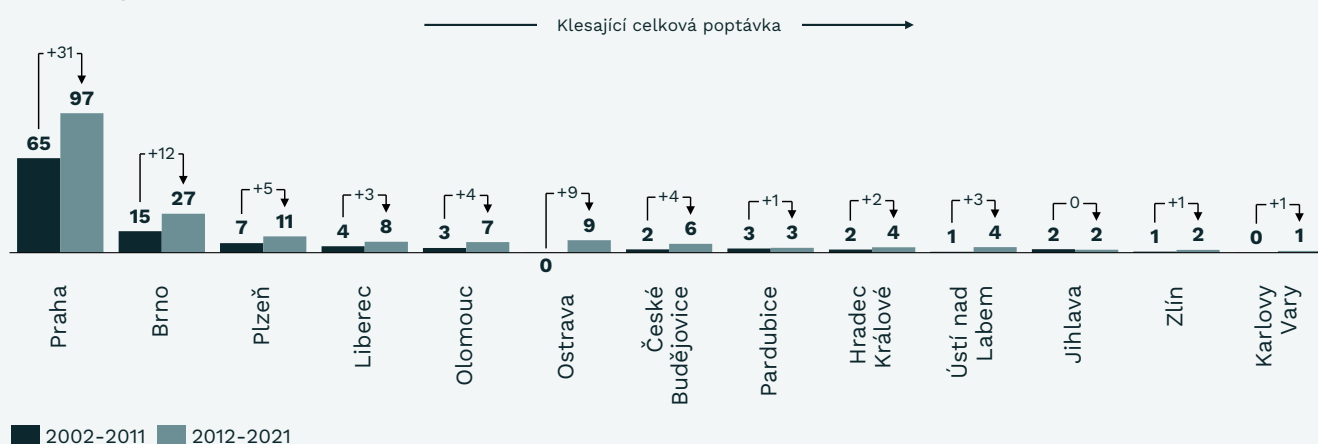 Klesající celková poptávka
+31
65
97
+12
15
27
+5
7
11
+3
4
8
+4
3
7
+9
0
9
+4
2
6
+1
3
3
+2
2
4
+3
1
4
0
2
2
+1
1
2
+1
0
1
Praha
Brno
Plzeň
Liberec
Olomouc
Ostrava
České
Budějovice
Pardubice
Hradec
Králové
Ústí nad
Labem
Jihlava
Zlín
Karlovy
Vary
2002-2011
2012-2021